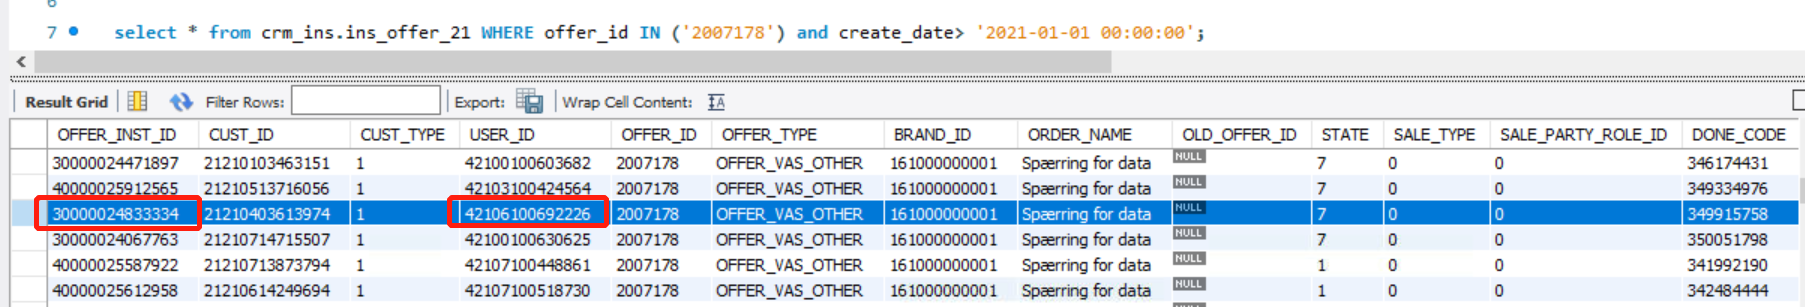 6
7 select * from crm_ins.ins_offer_21 WHERE offer_id IN ('2007178') and create_date> '2021-01-01 00:00:00';
Result Grid Filter Rows: Export: Wrap Cell Content:
OFFER_INST_ID CUST_ID CUST_TYPE USER_ID OFFER_ID OFFER_TYPE BRAND_ID ORDER_NAME OLD_OFFER_ID STATE SALE_TYPE SALE_PARTY_ROLE_ID DONE_CODE
30000024471897 21210103463151 1 42100100603682 2007178 OFFER_VAS_OTHER 161000000001 Spærring for data NULL 7 0 0 346174431
40000025912565 21210513716056 1 42103100424564 2007178 OFFER_VAS_OTHER 161000000001 Spærring for data NULL 7 0 0 349334976
30000024833334 21210403613974 1 42106100692226 2007178 OFFER_VAS_OTHER 161000000001 Spærring for data NULL 7 0 0 349915758
30000024067763 21210714715507 1 42100100630625 2007178 OFFER_VAS_OTHER 161000000001 Spærring for data NULL 7 0 0 350051798
40000025587922 21210713873794 1 42107100448861 2007178 OFFER_VAS_OTHER 161000000001 Spærring for data NULL 1 0 0 341992190
40000025612958 21210614249694 1 42107100518730 2007178 OFFER_VAS_OTHER 161000000001 Spærring for data NULL 1 0 0 342484444